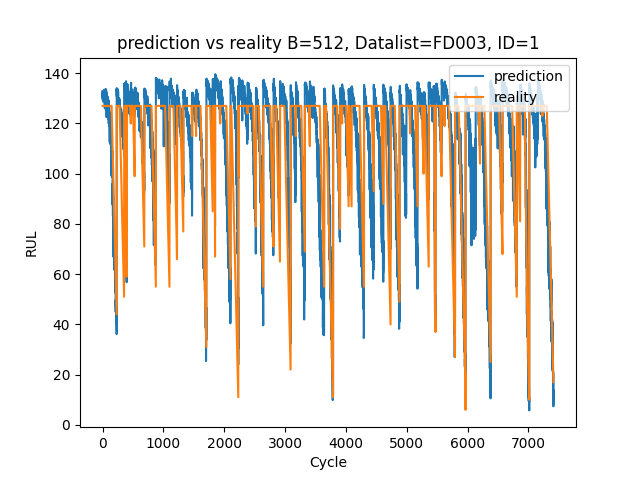 prediction vs reality B=512, Datalist=FD003, ID=1
prediction
reality
RUL
140
120
100
80
60
40
20
0
0 1000 2000 3000 4000 5000 6000 7000
Cycle